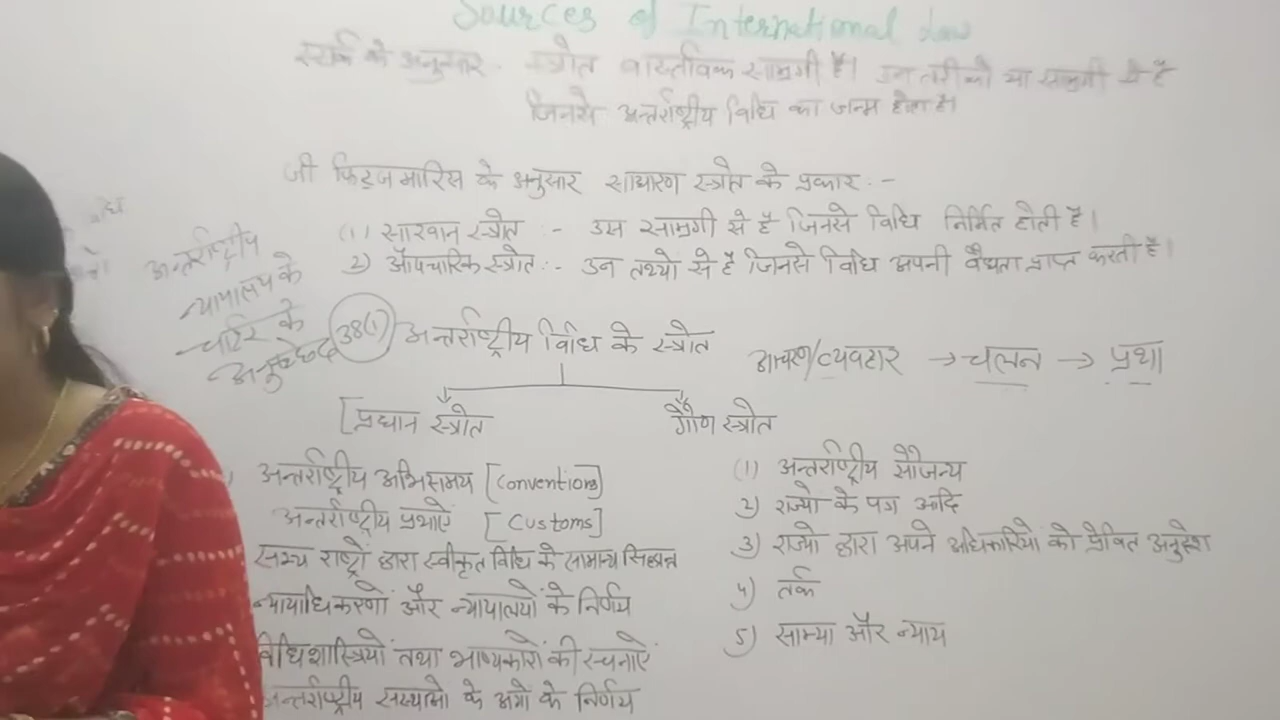 Sources of International Law
स्टार्क के अनुसार - स्त्रोत वास्तविक सामग्री है। उन तरीको या सामग्री से है
जिनसे अन्तर्राष्ट्रीय विधि का जन्म होता है।
जी फिट्जमारिस के अनुसार साधारण स्त्रोत के प्रकार :-
(1) सारवान स्त्रोत :- उस सामग्री से है जिनसे विधि निर्मित होती है।
2) औपचारिक स्त्रोत :- उन तथ्यों से है जिनसे विधि अपनी वैधता प्राप्त करती है।
अन्तर्राष्ट्रीय
न्यायालय के
चार्टर के
अनुच्छेद 38(1) अन्तर्राष्ट्रीय विधि के स्त्रोत
आचरण/व्यवहार → चलन → प्रथा
[प्रधान स्त्रोत
गौण स्त्रोत
अन्तर्राष्ट्रीय अभिसमय [Conventions]
अन्तर्राष्ट्रीय प्रथाएं [Customs]
सभ्य राष्ट्रों द्वारा स्वीकृत विधि के सामान्य सिद्धान्त
न्यायाधिकरणों और न्यायालयों के निर्णय
विधिशास्त्रियों तथा भाष्यकारों की रचनाएं
अन्तर्राष्ट्रीय संस्थाओ के अंगो के निर्णय
(1) अन्तर्राष्ट्रीय सौजन्य
2) राज्यो के पत्र आदि
3) राज्यो द्वारा अपने अधिकारियो को प्रेषित अनुदेश
4) तर्क
5) साम्या और न्याय